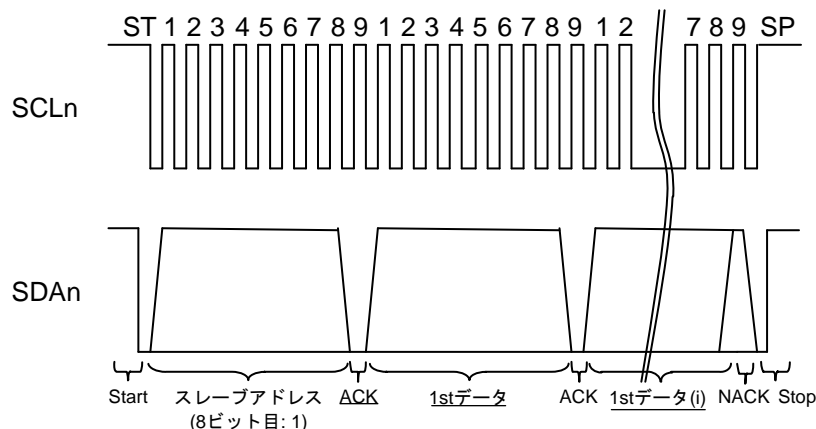 ST 1 2 3 4 5 6 7 8 9 1 2 3 4 5 6 7 8 9 1 2 7 8 9 SP
SCLn
SDAn
Start スレーブアドレス ACK 1stデータ ACK 1stデータ(i) NACK Stop
(8ビット目: 1)